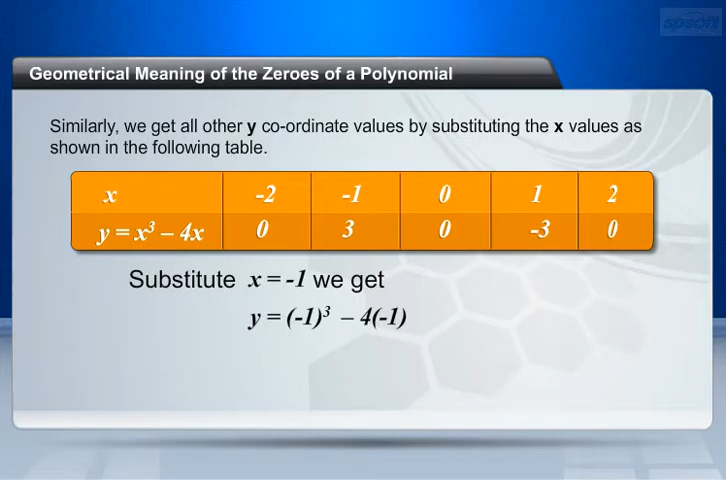 spsoft
Geometrical Meaning of the Zeroes of a Polynomial
Similarly, we get all other y co-ordinate values by substituting the x values as
shown in the following table.
x -2 -1 0 1 2
y = x³ – 4x 0 3 0 -3 0
Substitute x = -1 we get
y = (-1)³ – 4(-1)